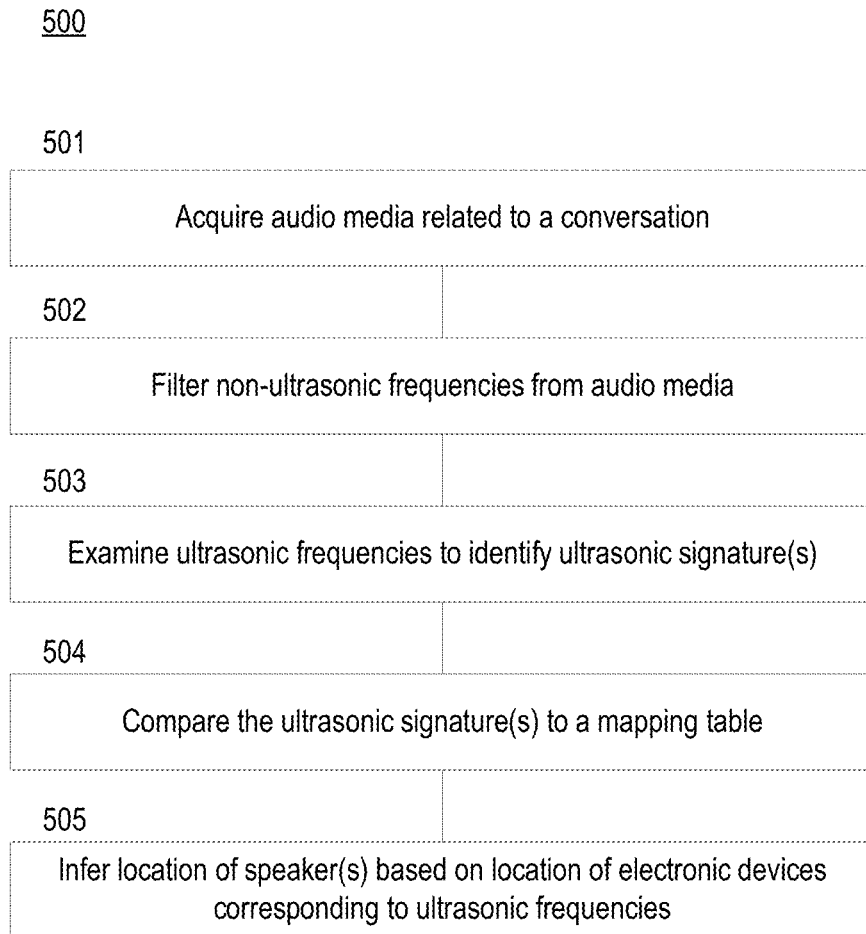 500
501
Acquire audio media related to a conversation
502
Filter non-ultrasonic frequencies from audio media
503
Examine ultrasonic frequencies to identify ultrasonic signature(s)
504
Compare the ultrasonic signature(s) to a mapping table
505
Infer location of speaker(s) based on location of electronic devices
corresponding to ultrasonic frequencies